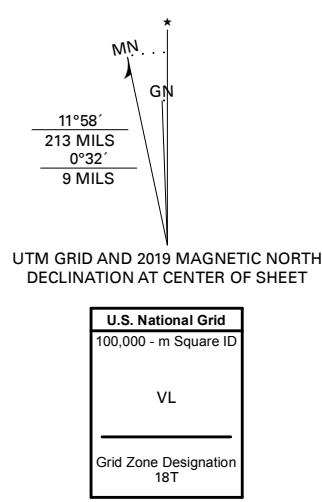 ★
MN
GN
11°58´
213 MILS
0°32´
9 MILS
UTM GRID AND 2019 MAGNETIC NORTH
DECLINATION AT CENTER OF SHEET
U.S. National Grid
100,000 - m Square ID
VL
Grid Zone Designation
18T